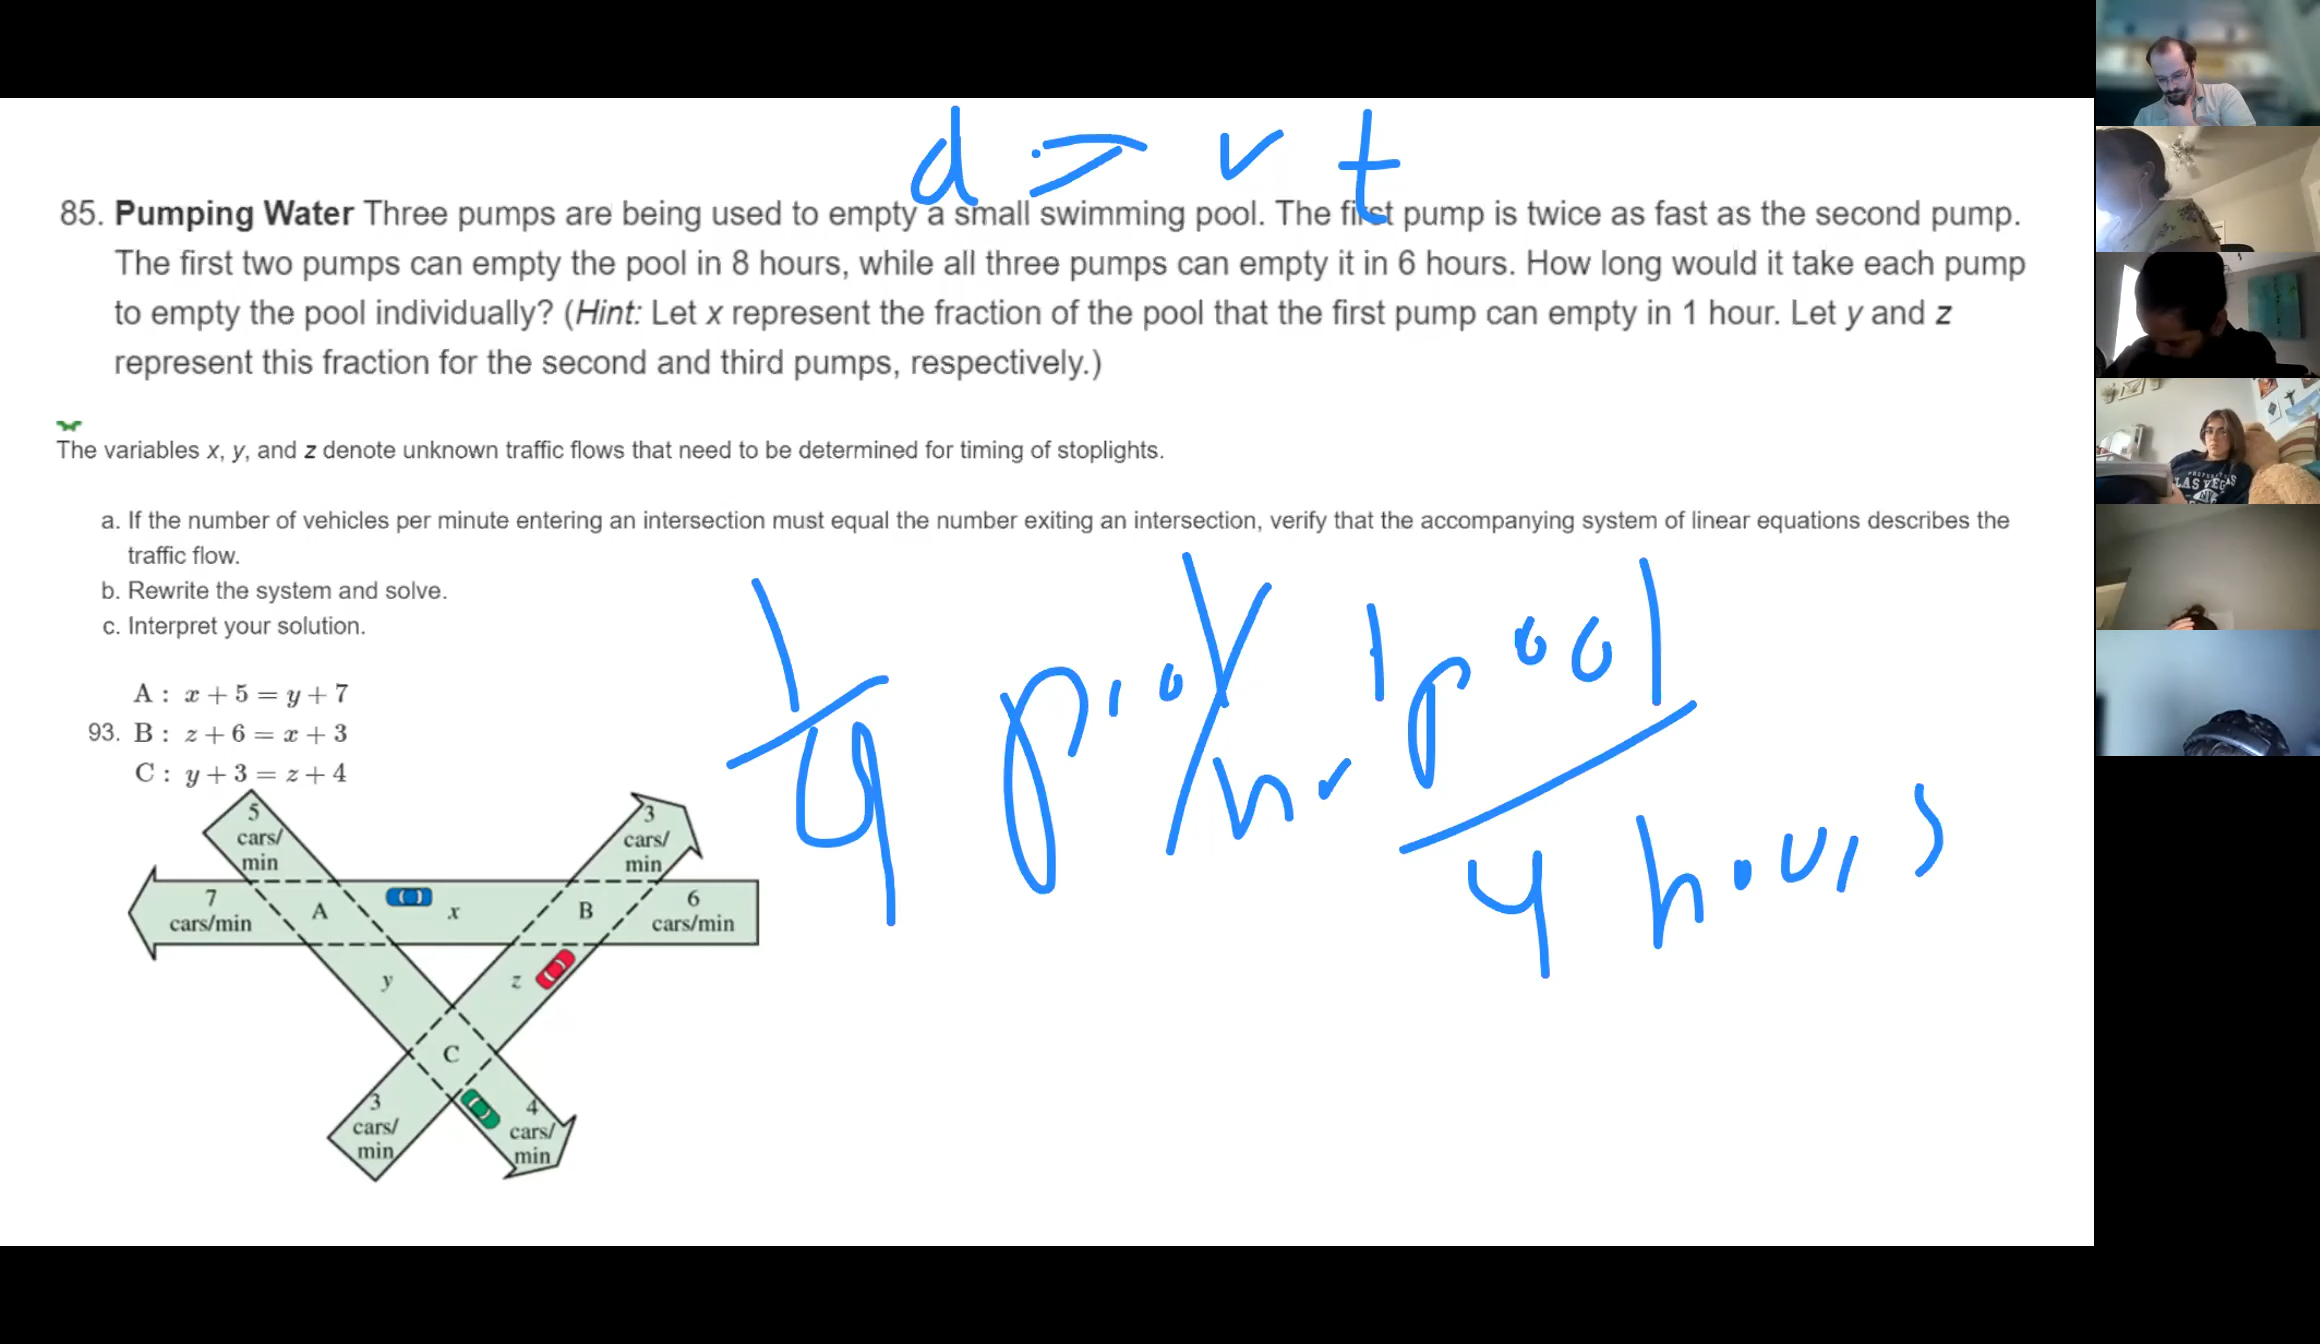 d = r t
85. Pumping Water Three pumps are being used to empty a small swimming pool. The first pump is twice as fast as the second pump.
The first two pumps can empty the pool in 8 hours, while all three pumps can empty it in 6 hours. How long would it take each pump
to empty the pool individually? (Hint: Let x represent the fraction of the pool that the first pump can empty in 1 hour. Let y and z
represent this fraction for the second and third pumps, respectively.)
The variables x, y, and z denote unknown traffic flows that need to be determined for timing of stoplights.
a. If the number of vehicles per minute entering an intersection must equal the number exiting an intersection, verify that the accompanying system of linear equations describes the
traffic flow.
b. Rewrite the system and solve.
c. Interpret your solution.
1/4 pool/hr
1 pool
4 hours
A : x + 5 = y + 7
93. B : z + 6 = x + 3
C : y + 3 = z + 4
5
cars/
min
3
cars/
min
7
cars/min
A
x
B
6
cars/min
y
z
C
3
cars/
min
4
cars/
min
LAS VEGAS